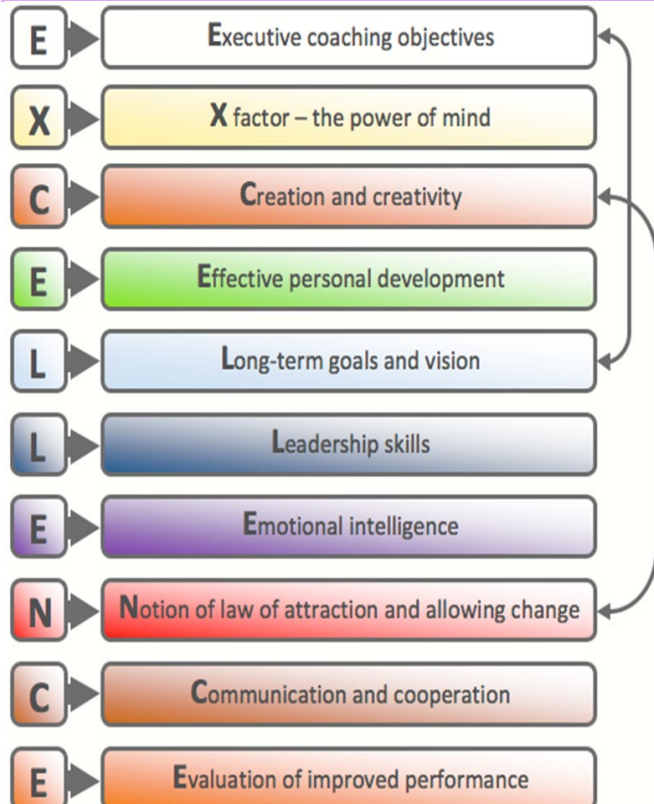 E Executive coaching objectives
X X factor – the power of mind
C Creation and creativity
E Effective personal development
L Long-term goals and vision
L Leadership skills
E Emotional intelligence
N Notion of law of attraction and allowing change
C Communication and cooperation
E Evaluation of improved performance